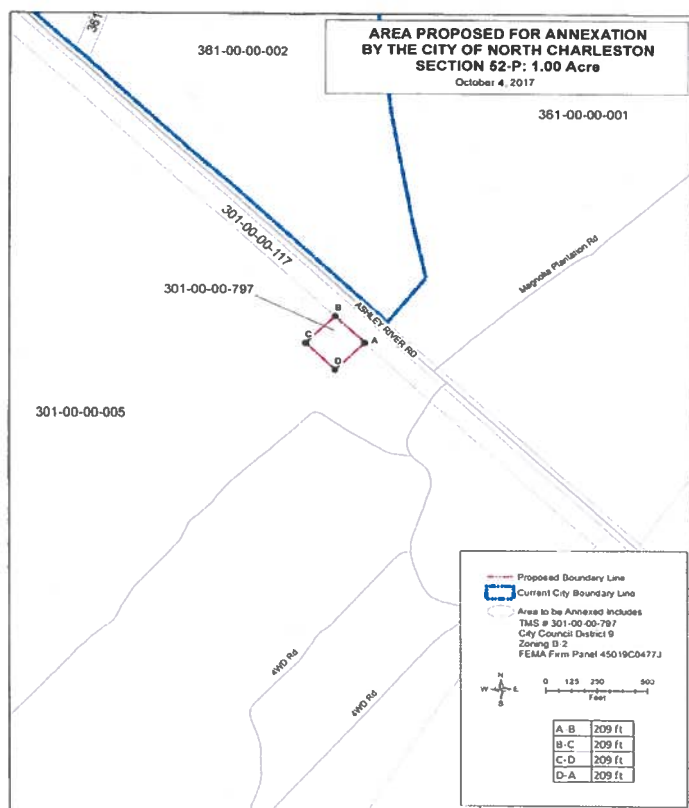 AREA PROPOSED FOR ANNEXATION
BY THE CITY OF NORTH CHARLESTON
SECTION 52-P: 1.00 Acre
October 4, 2017
361
361-00-00-002
361-00-00-001
301-00-00-117
Magnolia Plantation Rd
301-00-00-797
B
ASHLEY RIVER RD
C
A
D
301-00-00-005
4WD Rd
4WD Rd
Proposed Boundary Line
Current City Boundary Line
Area to be Annexed Includes
TMS # 301-00-00-797
City Council District 9
Zoning B-2
FEMA Firm Panel 45019C0477J
N
W E
S
0 125 250 500
Feet
A-B 209 ft
B-C 209 ft
C-D 209 ft
D-A 209 ft